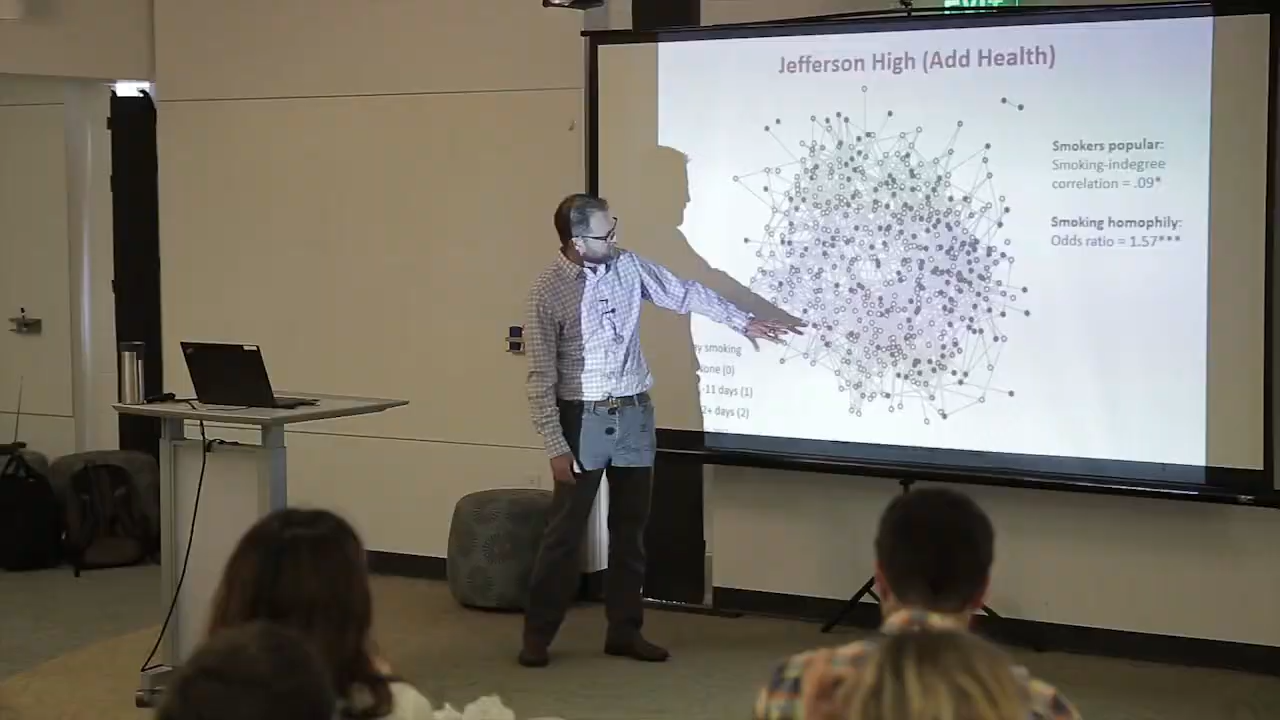 EXIT
Jefferson High (Add Health)
Smokers popular:
Smoking-indegree
correlation = .09*
Smoking homophily:
Odds ratio = 1.57***
smoking
(0)
-11 days (1)
2+ days (2)